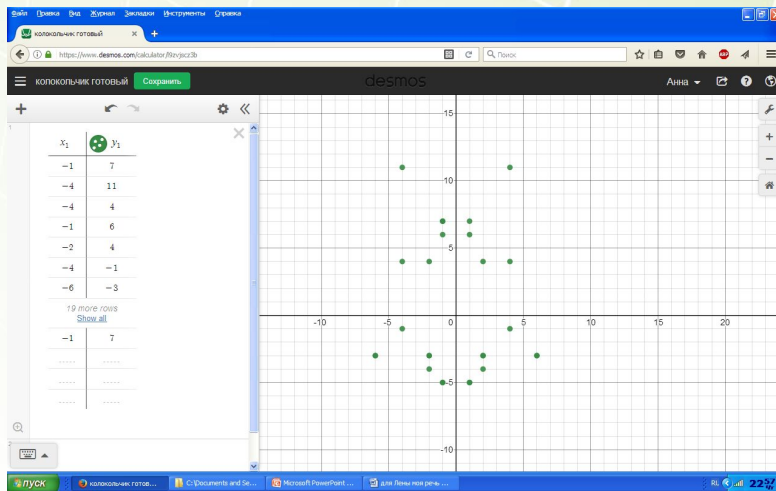 Файл Правка Вид Журнал Закладки Инструменты Справка
колокольчик готовый × +
https://www.desmos.com/calculator/
Поиск
колокольчик готовый Сохранить desmos Анна
1
x₁ y₁
−1 7
−4 11
−4 4
−1 6
−2 4
−4 −1
−6 −3
19 more rows
Show all
−1 7
2
15
10
5
-10 -5 0 5 10 15 20
-5
-10
пуск колокольчик готов... C:\Documents and Se... Microsoft PowerPoint ... для Лены моя речь ... RL